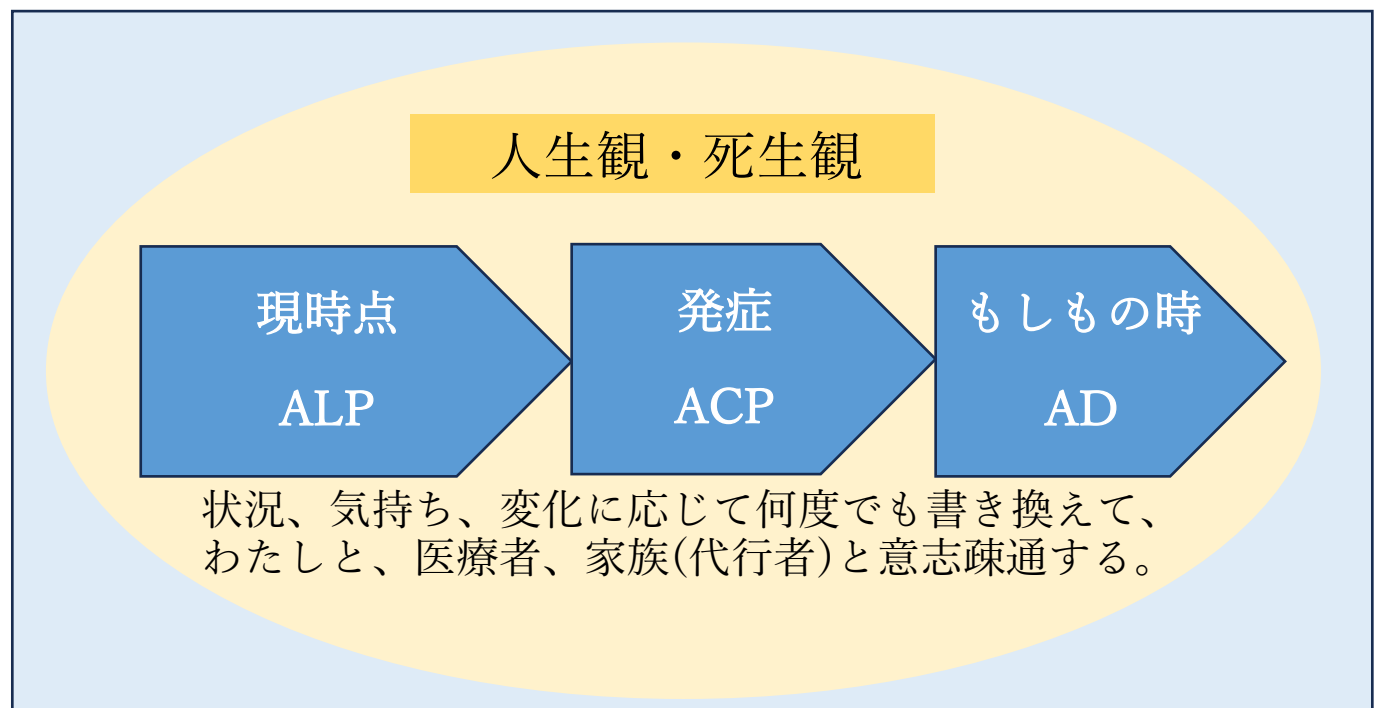 人生観・死生観
現時点
ALP
発症
ACP
もしもの時
AD
状況、気持ち、変化に応じて何度でも書き換えて、
わたしと、医療者、家族(代行者)と意志疎通する。